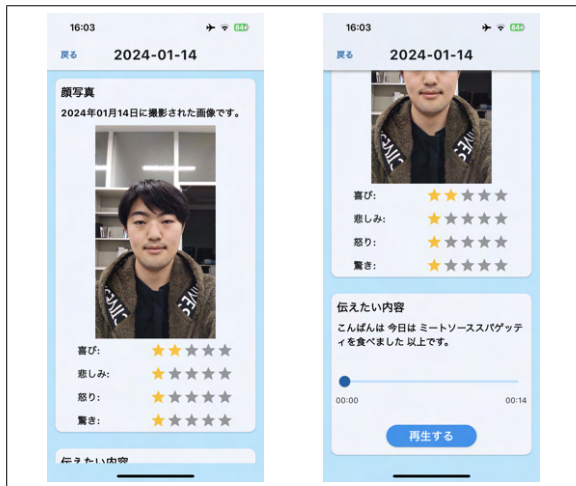 16:03
84
戻る
2024-01-14
顔写真
2024年01月14日に撮影された画像です。
喜び:
悲しみ:
怒り:
驚き:
伝えたい内容
16:03
84
戻る
2024-01-14
喜び:
悲しみ:
怒り:
驚き:
伝えたい内容
こんばんは 今日は ミートソーススパゲッテ
ィを食べました 以上です。
00:00
00:14
再生する